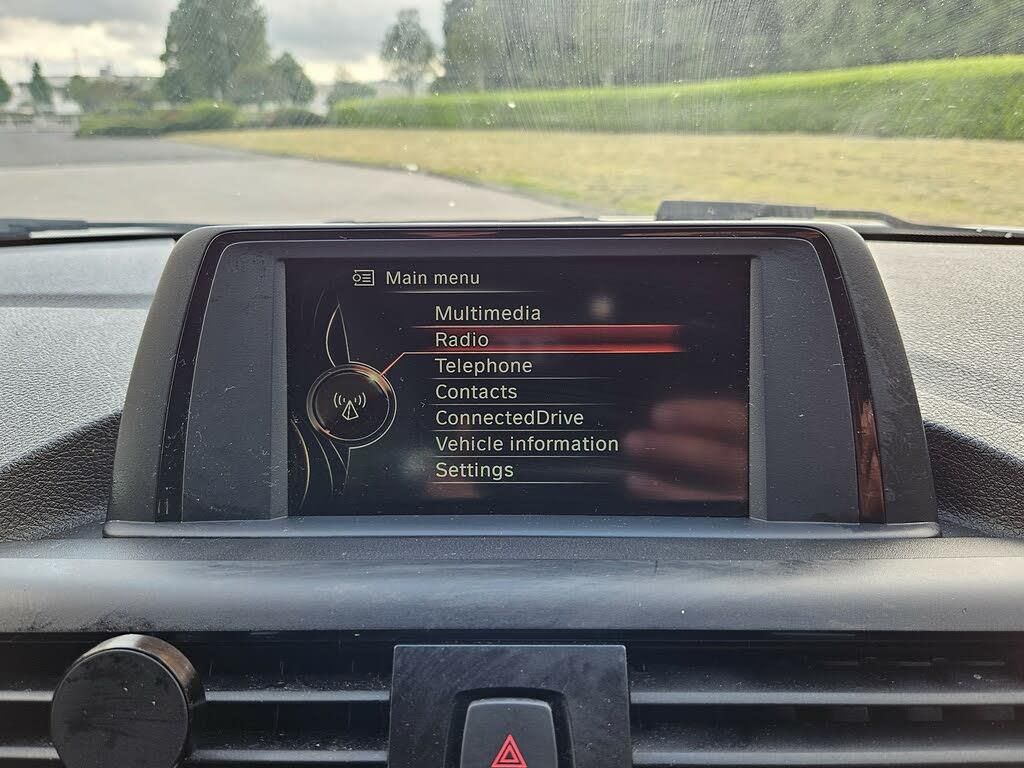 Main menu
Multimedia
Radio
Telephone
Contacts
ConnectedDrive
Vehicle information
Settings